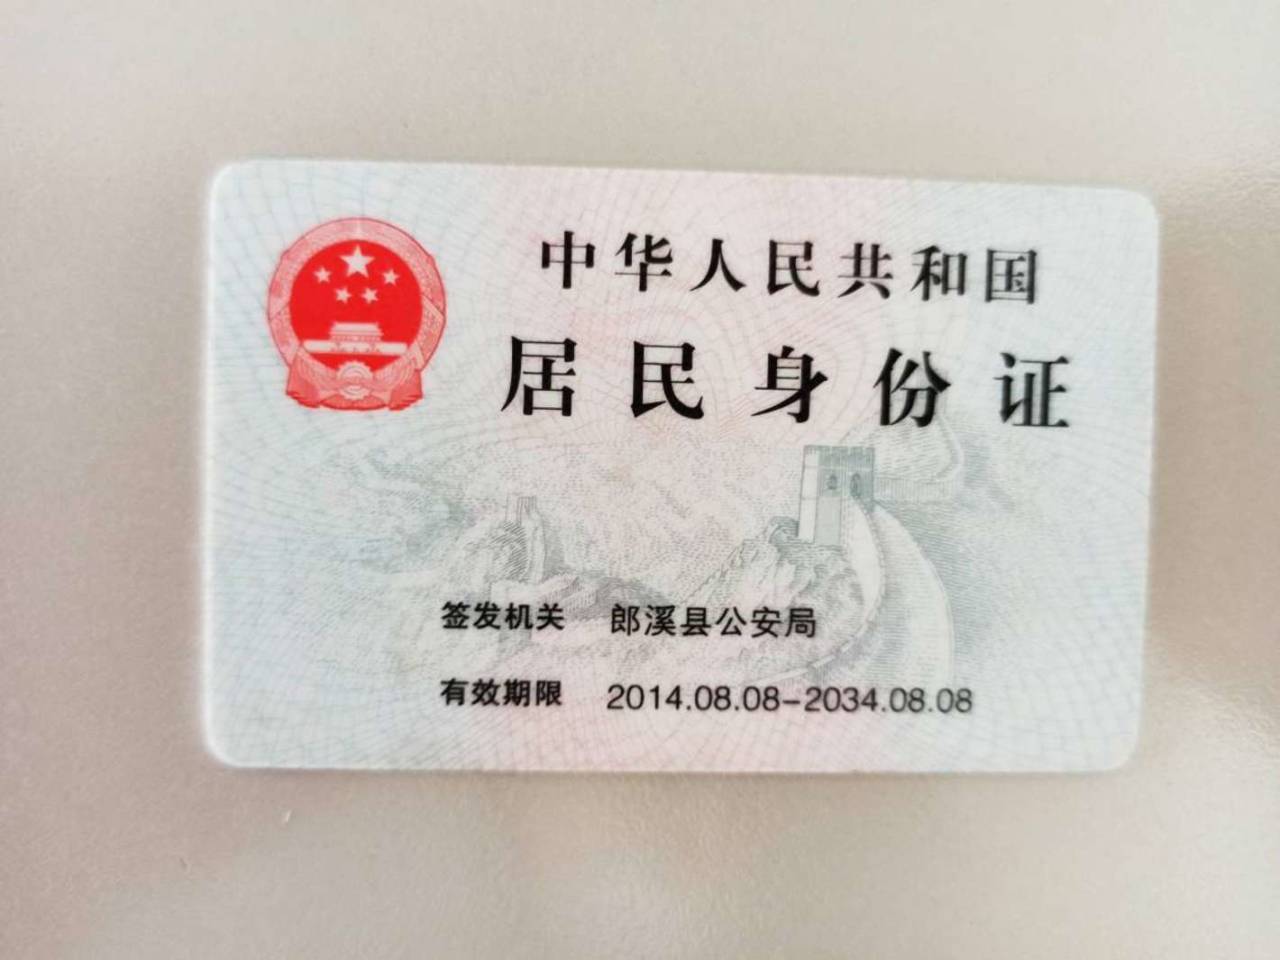 中华人民共和国
居民身份证
签发机关 郎溪县公安局
有效期限 2014.08.08-2034.08.08